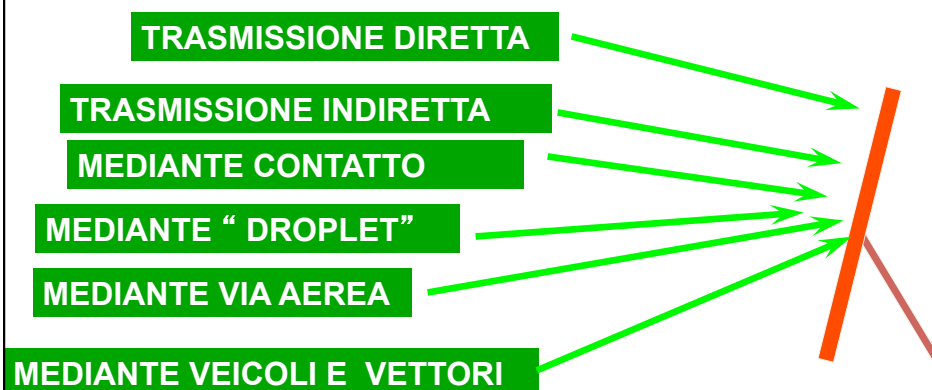 TRASMISSIONE DIRETTA
TRASMISSIONE INDIRETTA
MEDIANTE CONTATTO
MEDIANTE “ DROPLET”
MEDIANTE VIA AEREA
MEDIANTE VEICOLI E VETTORI